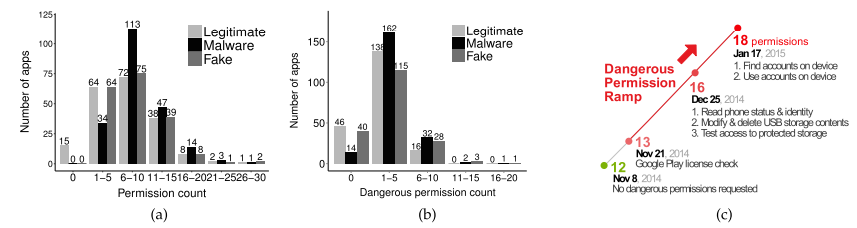 125
100
75
50
25
0
Number of apps
Legitimate
Malware
Fake
15
0
0
64
34
64
72
113
75
38
47
39
8
14
8
2
3
1
1
1
2
0
1−5
6−10
11−15
16−20
21−25
26−30
Permission count
(a)
150
100
50
0
Number of apps
Legitimate
Malware
Fake
46
14
40
138
162
115
16
32
28
0
2
3
0
1
1
0
1−5
6−10
11−15
16−20
Dangerous permission count
(b)
18 permissions
Jan 17, 2015
1. Find accounts on device
2. Use accounts on device
Dangerous
Permission
Ramp
16
Dec 25, 2014
1. Read phone status & identity
2. Modify & delete USB storage contents
3. Test access to protected storage
13
Nov 21, 2014
Google Play license check
12
Nov 8, 2014
No dangerous permissions requested
(c)